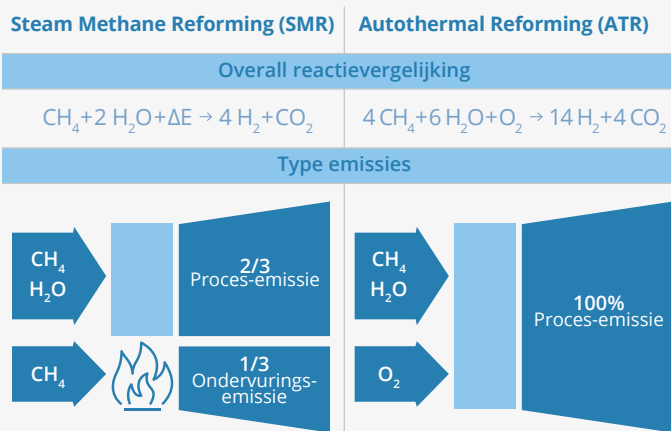 Steam Methane Reforming (SMR)
Autothermal Reforming (ATR)
Overall reactievergelijking
CH₄+2 H₂O+ΔE → 4 H₂+CO₂
4 CH₄+6 H₂O+O₂ → 14 H₂+4 CO₂
Type emissies
CH₄
H₂O
2/3
Proces-emissie
CH₄
1/3
Ondervurings-
emissie
CH₄
H₂O
O₂
100%
Proces-emissie